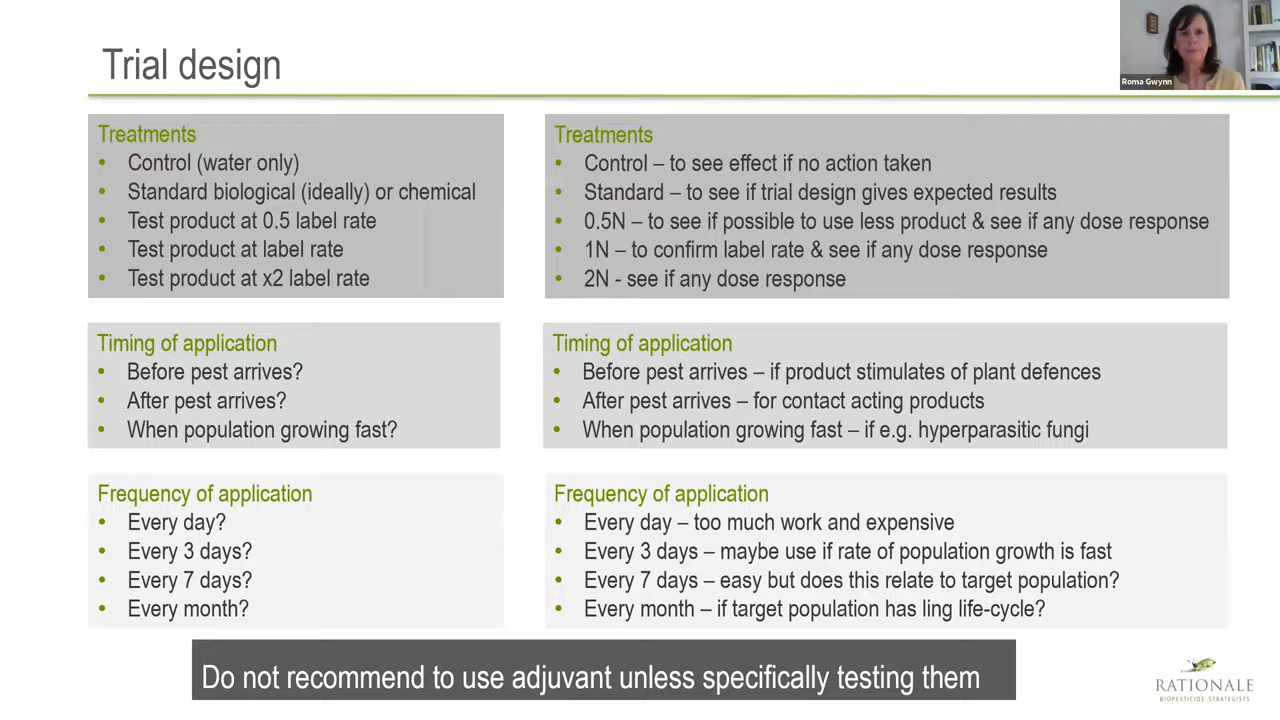 Trial design
Roma Gwynn
Treatments
• Control (water only)
• Standard biological (ideally) or chemical
• Test product at 0.5 label rate
• Test product at label rate
• Test product at x2 label rate
Treatments
• Control – to see effect if no action taken
• Standard – to see if trial design gives expected results
• 0.5N – to see if possible to use less product & see if any dose response
• 1N – to confirm label rate & see if any dose response
• 2N - see if any dose response
Timing of application
• Before pest arrives?
• After pest arrives?
• When population growing fast?
Timing of application
• Before pest arrives – if product stimulates of plant defences
• After pest arrives – for contact acting products
• When population growing fast – if e.g. hyperparasitic fungi
Frequency of application
• Every day?
• Every 3 days?
• Every 7 days?
• Every month?
Frequency of application
• Every day – too much work and expensive
• Every 3 days – maybe use if rate of population growth is fast
• Every 7 days – easy but does this relate to target population?
• Every month – if target population has ling life-cycle?
Do not recommend to use adjuvant unless specifically testing them
RATIONALE
BIOPESTICIDE STRATEGISTS